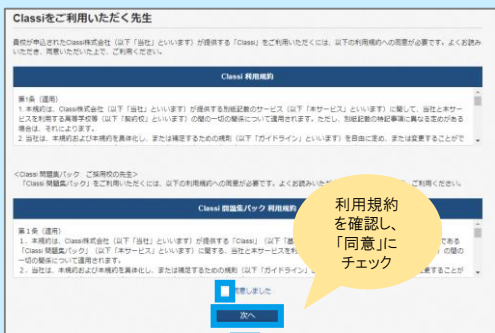 Classiをご利用いただく先生
貴校が申込されたClassi株式会社（以下「当社」といいます）が提供する「Classi」をご利用いただくには、以下の利用規約への同意が必要です。よくお読み
いただき、同意いただいた上で、ご利用ください。
Classi 利用規約
第1条（適用）
1. 本規約は、Classi株式会社（以下「当社」といいます）が提供する別紙記載のサービス（以下「本サービス」といいます）に関して、当社と本サー
ビスを利用する高等学校等（以下「契約校」といいます）の間の一切の関係について適用されます。ただし、別紙記載の特記事項に異なる定めがある
場合は、それによります。
2. 当社は、本規約および本規約を具体化し、または補足するための規則（以下「ガイドライン」といいます）を自由に定め、または変更することがで
<Classi 問題集パック ご採用校の先生>
「Classi 問題集パック」をご利用いただくには、以下の利用規約への同意が必要です。よくお読みいただ
ご利用ください。
Classi 問題集パック 利用規約
第1条（適用）
1. 本規約は、Classi株式会社（以下「当社」といいます）が提供する「Classi」（以下「基
である
「Classi 問題集パック」（以下「本サービス」といいます）に関する、当社と本サービスを利
の間の
一切の関係について適用されます。
2. 当社は、本規約および本規約を具体化し、または補足するための規則（以下「ガイドライン」
変更することが
利用規約
を確認し、
「同意」に
チェック
同意しました
次へ